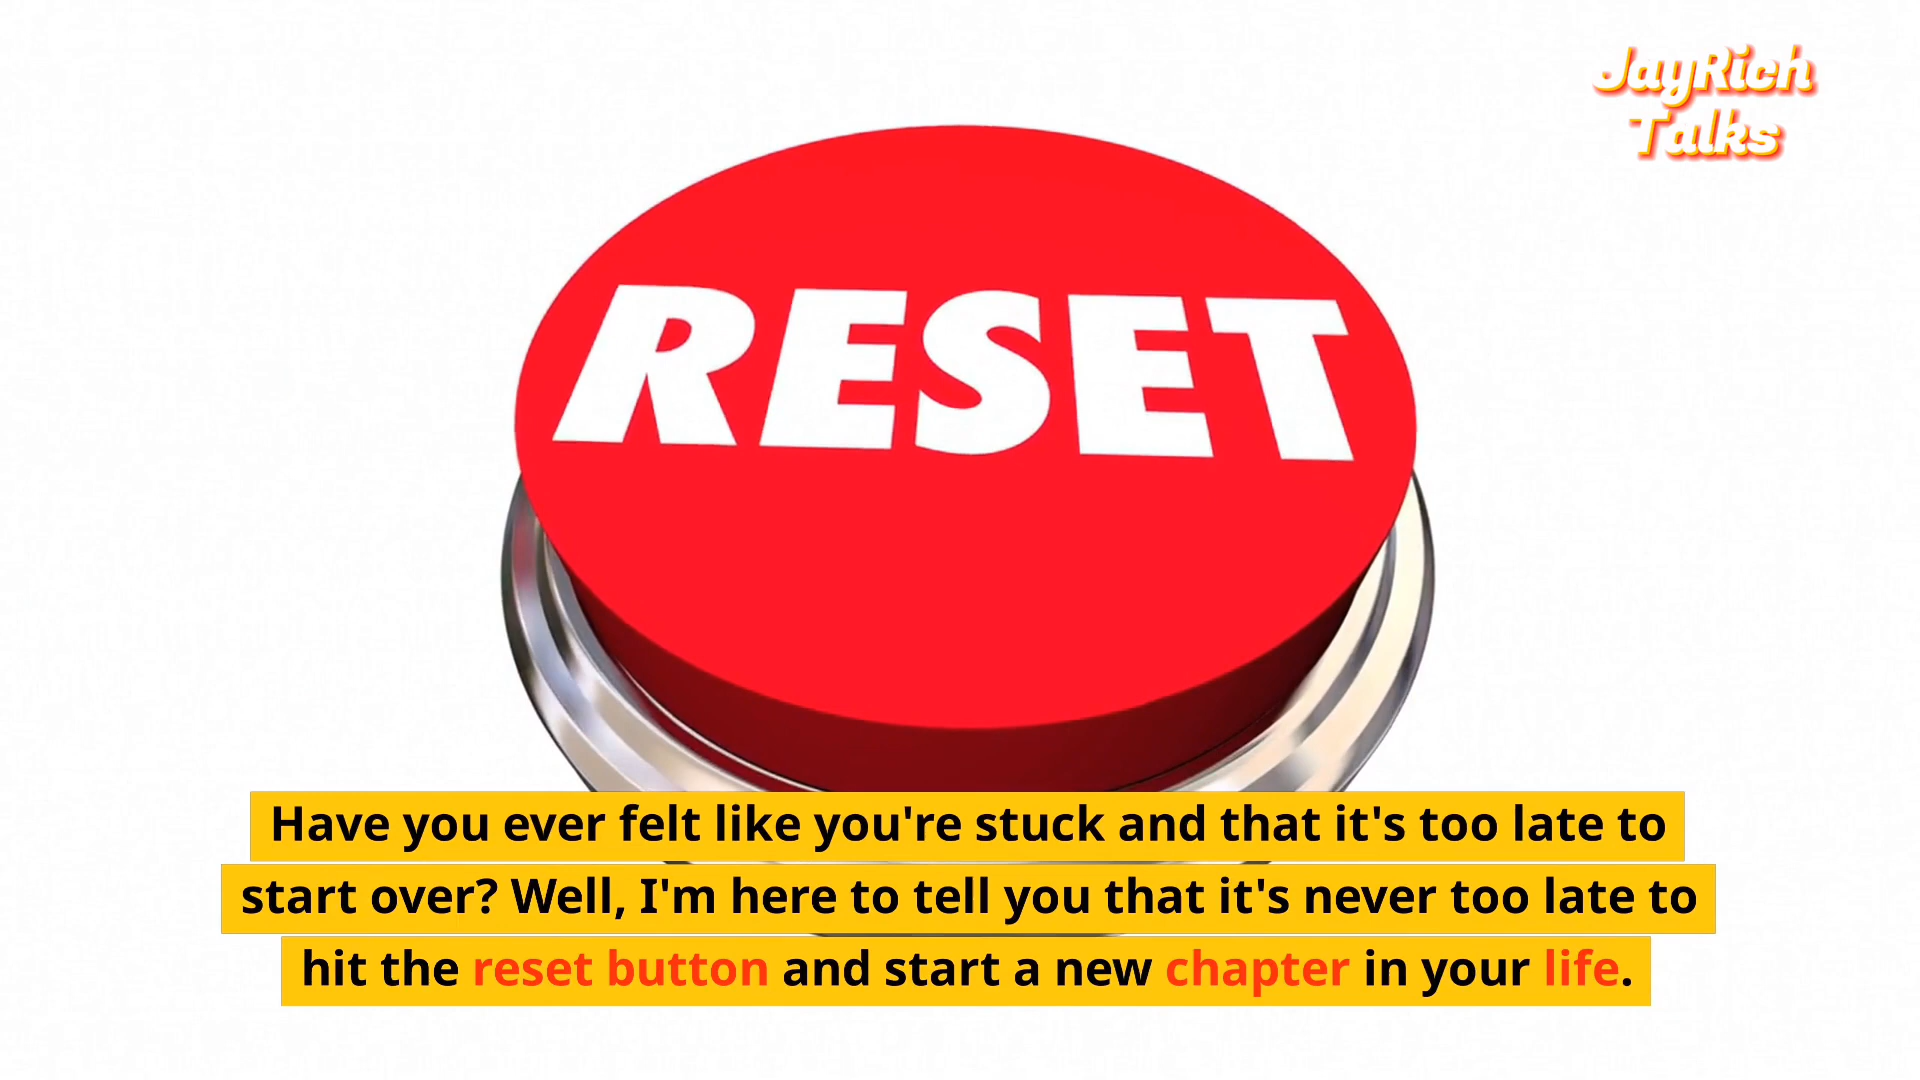 JayRich
Talks
RESET
Have you ever felt like you're stuck and that it's too late to
start over? Well, I'm here to tell you that it's never too late to
hit the reset button and start a new chapter in your life.